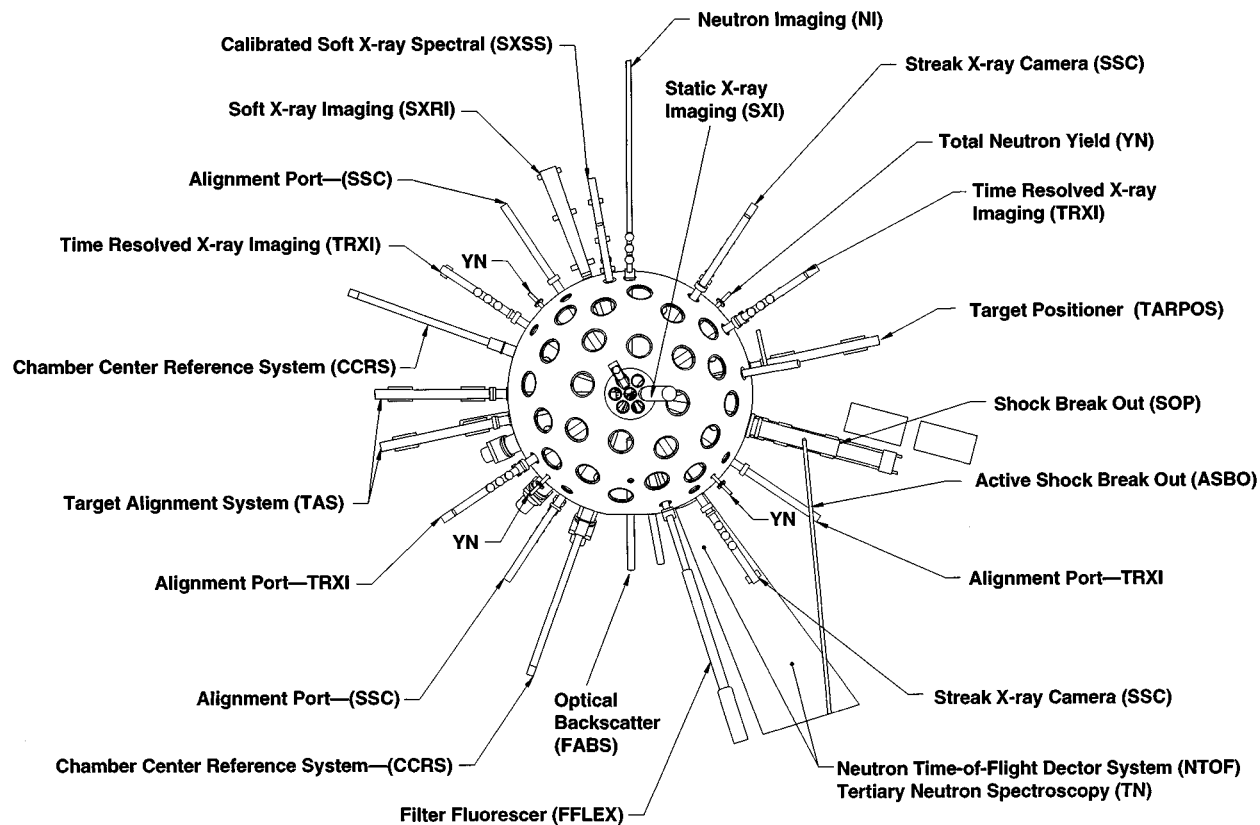 Neutron Imaging (NI)
Calibrated Soft X-ray Spectral (SXSS)
Streak X-ray Camera (SSC)
Static X-ray
Imaging (SXI)
Soft X-ray Imaging (SXRI)
Total Neutron Yield (YN)
Alignment Port—(SSC)
Time Resolved X-ray
Imaging (TRXI)
Time Resolved X-ray Imaging (TRXI)
YN
Target Positioner (TARPOS)
Chamber Center Reference System (CCRS)
Shock Break Out (SOP)
Active Shock Break Out (ASBO)
Target Alignment System (TAS)
YN
YN
Alignment Port—TRXI
Alignment Port—TRXI
Alignment Port—(SSC)
Optical
Backscatter
(FABS)
Streak X-ray Camera (SSC)
Chamber Center Reference System—(CCRS)
Neutron Time-of-Flight Dector System (NTOF)
Tertiary Neutron Spectroscopy (TN)
Filter Fluorescer (FFLEX)